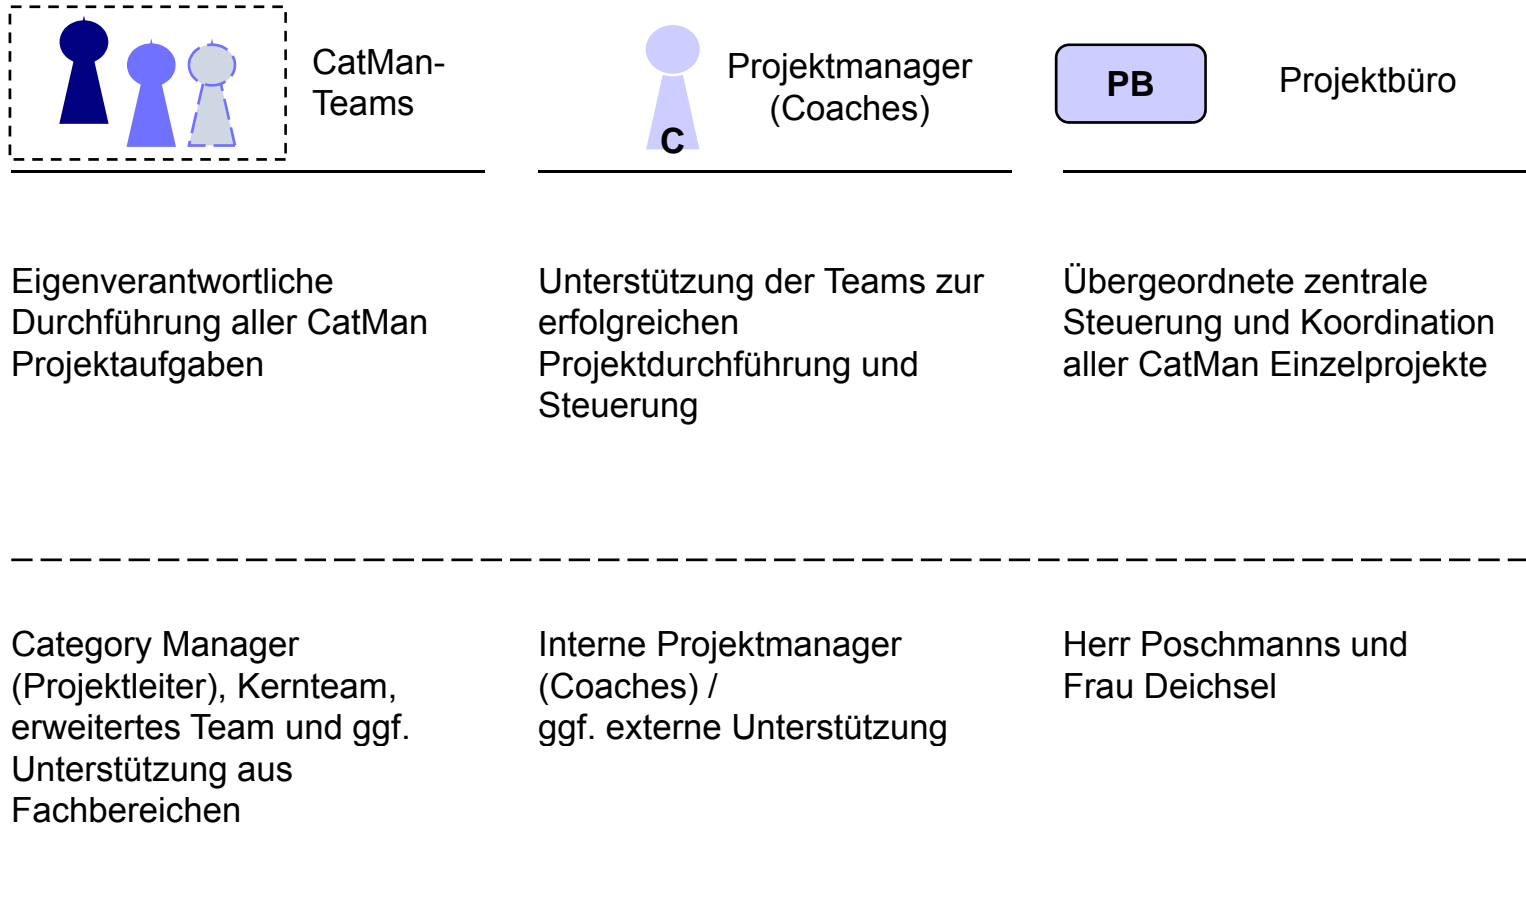 CatMan-
Teams
Projektmanager
(Coaches)
C
PB
Projektbüro
Eigenverantwortliche
Durchführung aller CatMan
Projektaufgaben
Unterstützung der Teams zur
erfolgreichen
Projektdurchführung und
Steuerung
Übergeordnete zentrale
Steuerung und Koordination
aller CatMan Einzelprojekte
Category Manager
(Projektleiter), Kernteam,
erweitertes Team und ggf.
Unterstützung aus
Fachbereichen
Interne Projektmanager
(Coaches) /
ggf. externe Unterstützung
Herr Poschmanns und
Frau Deichsel